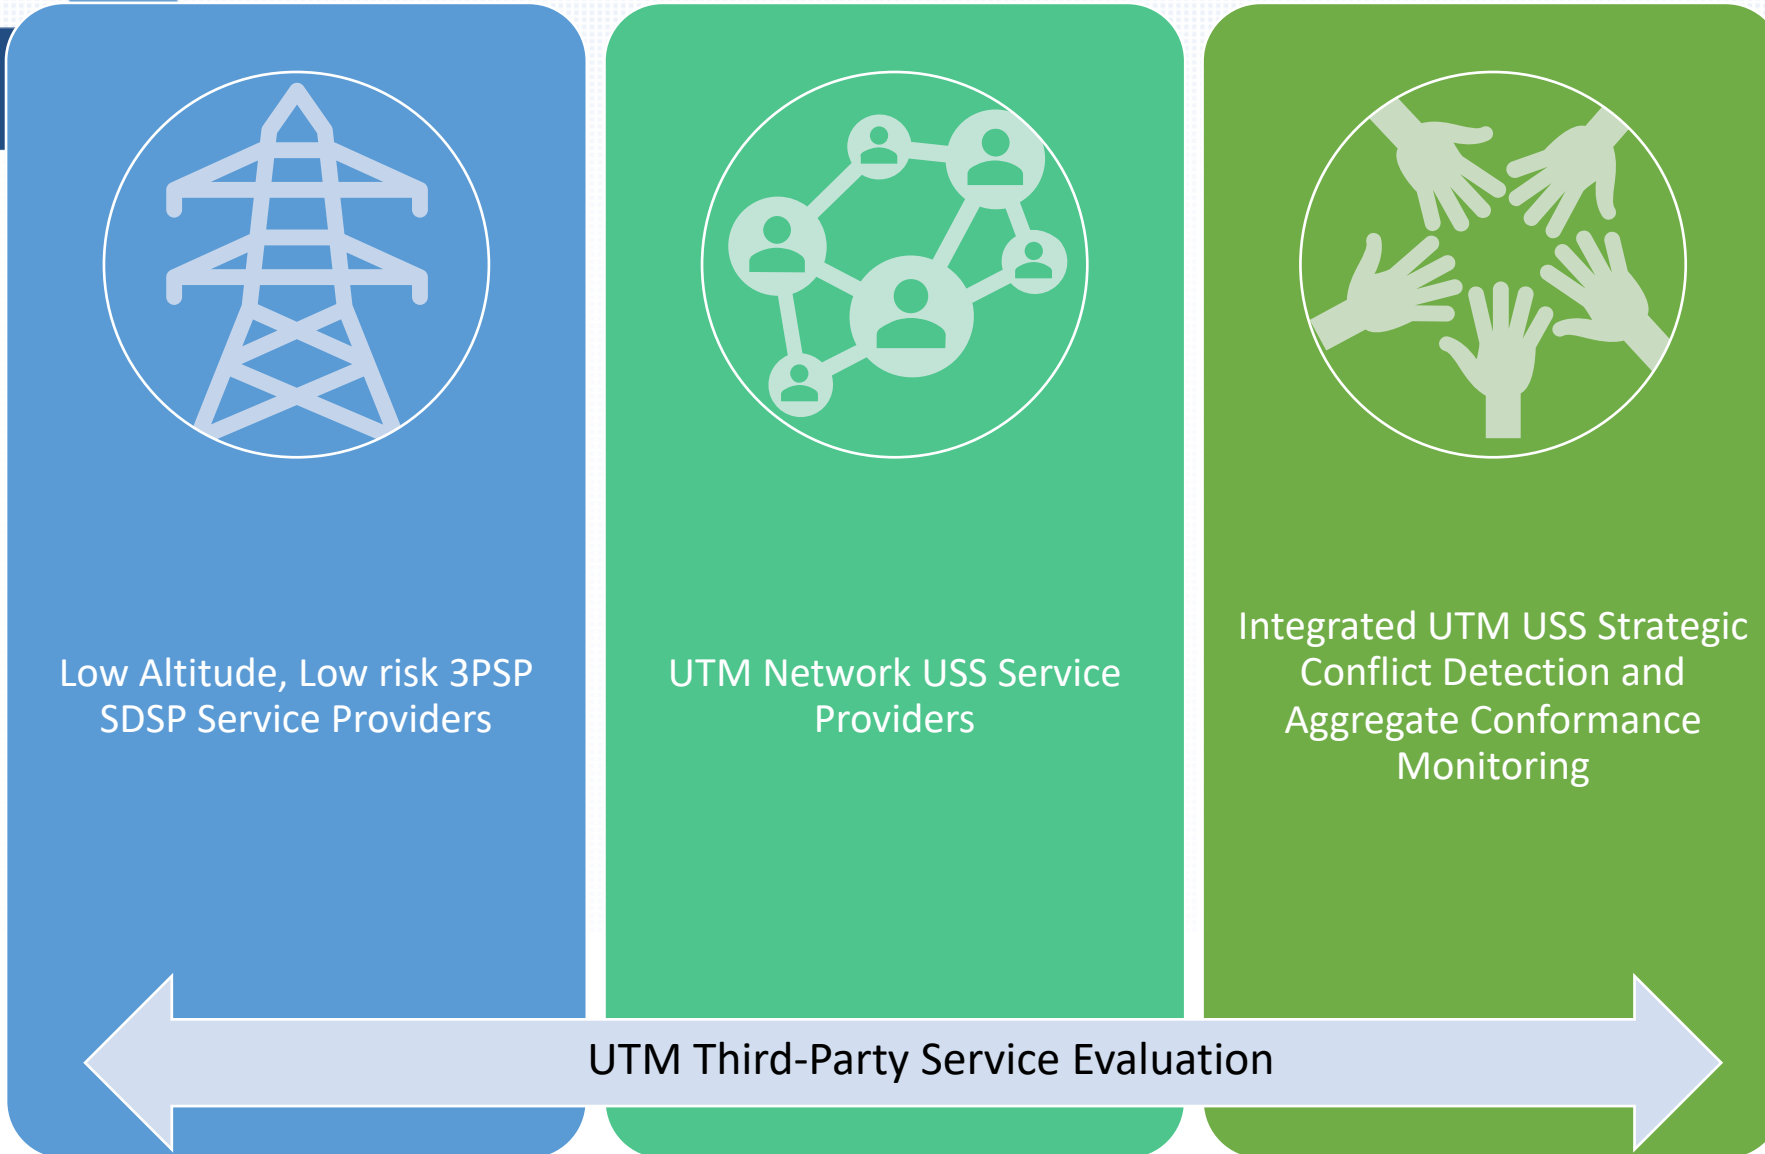 Low Altitude, Low risk 3PSP
SDSP Service Providers
UTM Network USS Service
Providers
Integrated UTM USS Strategic
Conflict Detection and
Aggregate Conformance
Monitoring
UTM Third-Party Service Evaluation